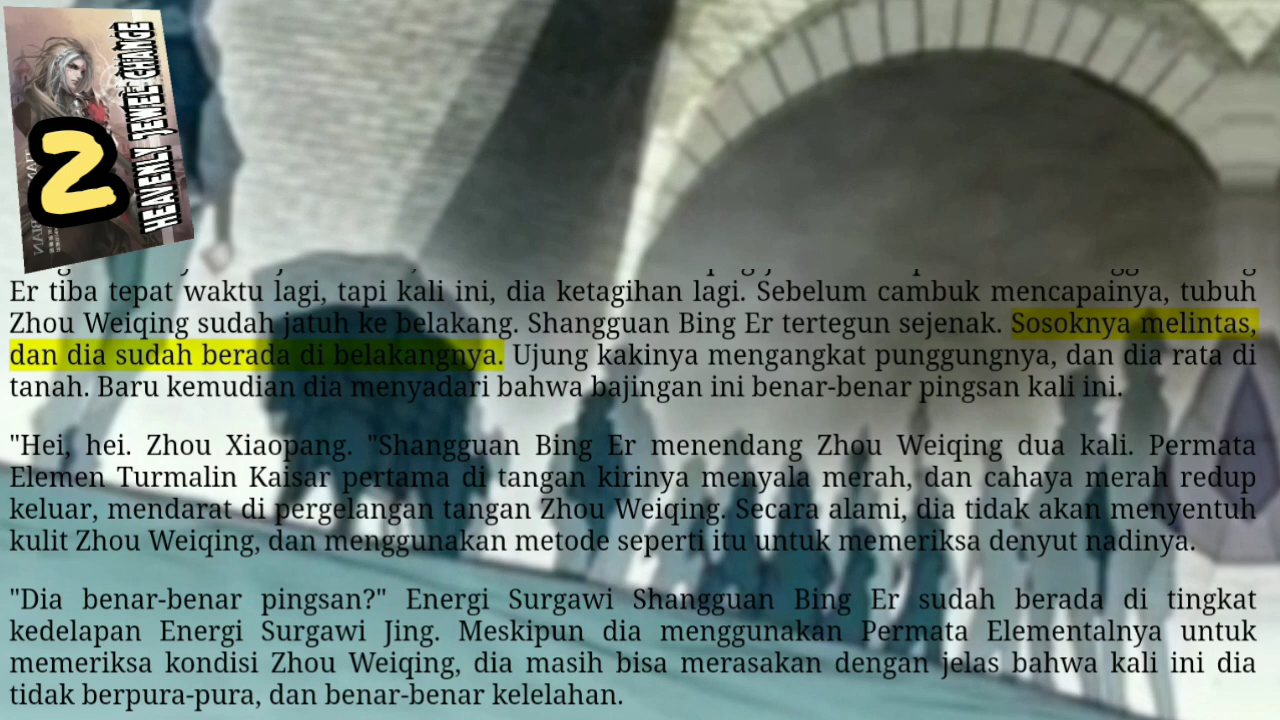 HEAVENLY JEWEL CHANGE
2
Er tiba tepat waktu lagi, tapi kali ini, dia ketagihan lagi. Sebelum cambuk mencapainya, tubuh
Zhou Weiqing sudah jatuh ke belakang. Shangguan Bing Er tertegun sejenak. Sosoknya melintas,
dan dia sudah berada di belakangnya. Ujung kakinya mengangkat punggungnya, dan dia rata di
tanah. Baru kemudian dia menyadari bahwa bajingan ini benar-benar pingsan kali ini.
"Hei, hei. Zhou Xiaopang. "Shangguan Bing Er menendang Zhou Weiqing dua kali. Permata
Elemen Turmalin Kaisar pertama di tangan kirinya menyala merah, dan cahaya merah redup
keluar, mendarat di pergelangan tangan Zhou Weiqing. Secara alami, dia tidak akan menyentuh
kulit Zhou Weiqing, dan menggunakan metode seperti itu untuk memeriksa denyut nadinya.
"Dia benar-benar pingsan?" Energi Surgawi Shangguan Bing Er sudah berada di tingkat
kedelapan Energi Surgawi Jing. Meskipun dia menggunakan Permata Elementalnya untuk
memeriksa kondisi Zhou Weiqing, dia masih bisa merasakan dengan jelas bahwa kali ini dia
tidak berpura-pura, dan benar-benar kelelahan.